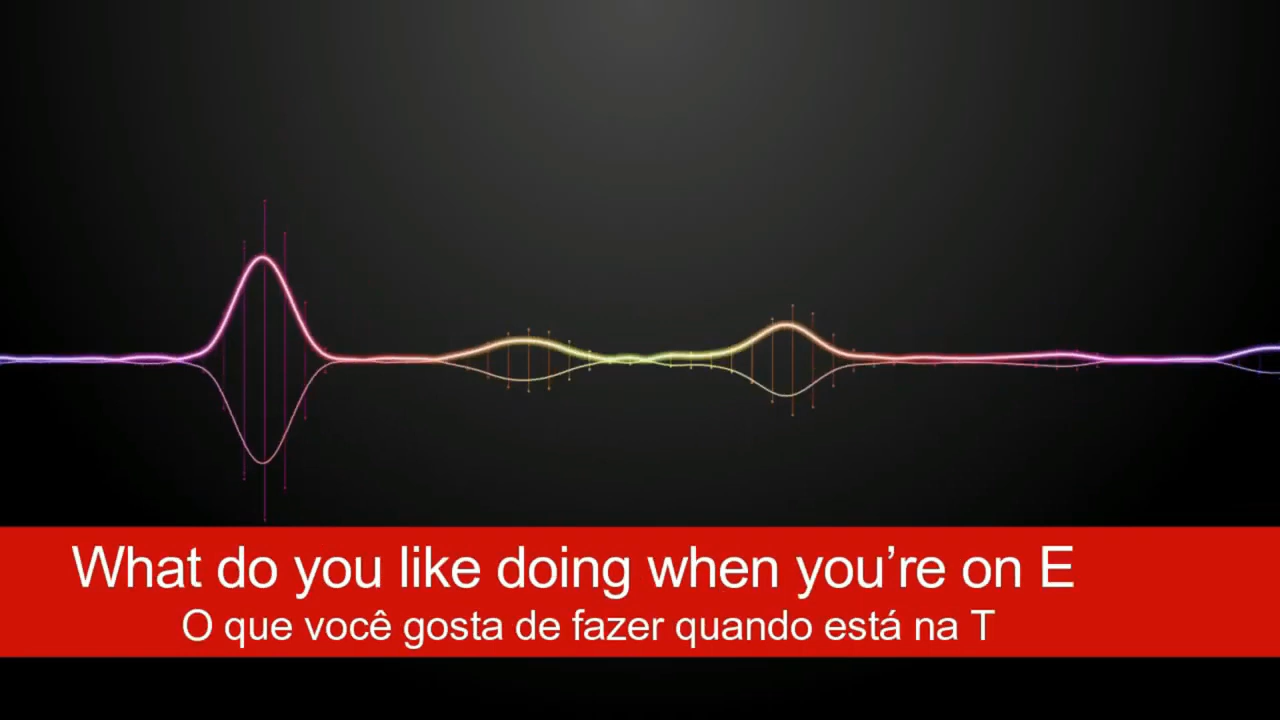 What do you like doing when you’re on E
O que você gosta de fazer quando está na T